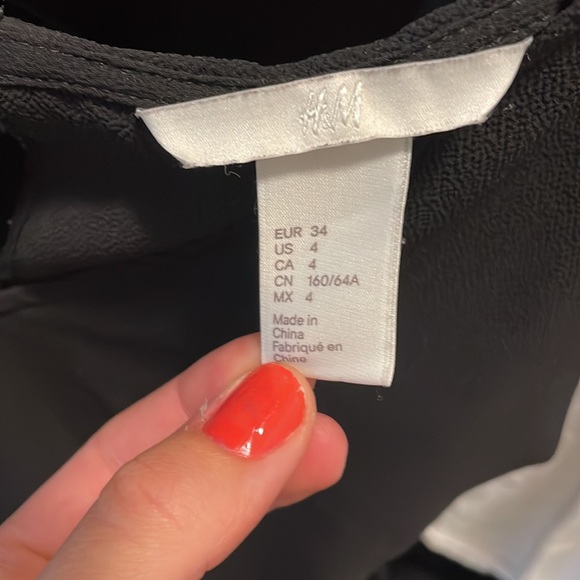 H&M
EUR 34
US 4
CA 4
CN 160/64A
MX 4
Made in
China
Fabriqué en
Chine